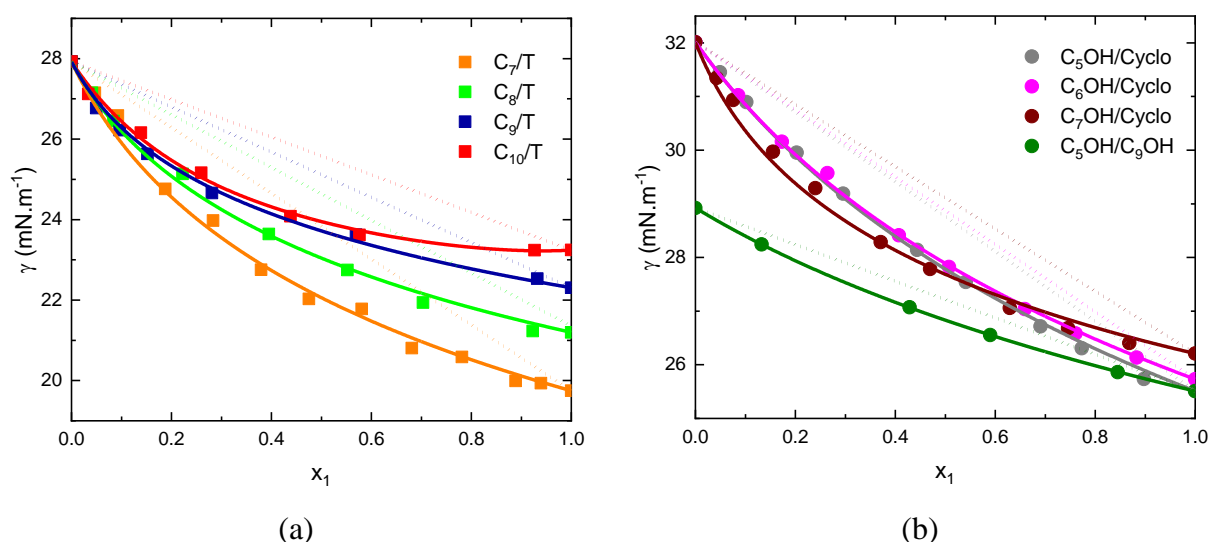 28
26
24
22
20
γ (mN.m⁻¹)
0.0 0.2 0.4 0.6 0.8 1.0
x₁
C₇/T
C₈/T
C₉/T
C₁₀/T
(a)
32
30
28
26
γ (mN.m⁻¹)
0.0 0.2 0.4 0.6 0.8 1.0
x₁
C₅OH/Cyclo
C₆OH/Cyclo
C₇OH/Cyclo
C₅OH/C₉OH
(b)